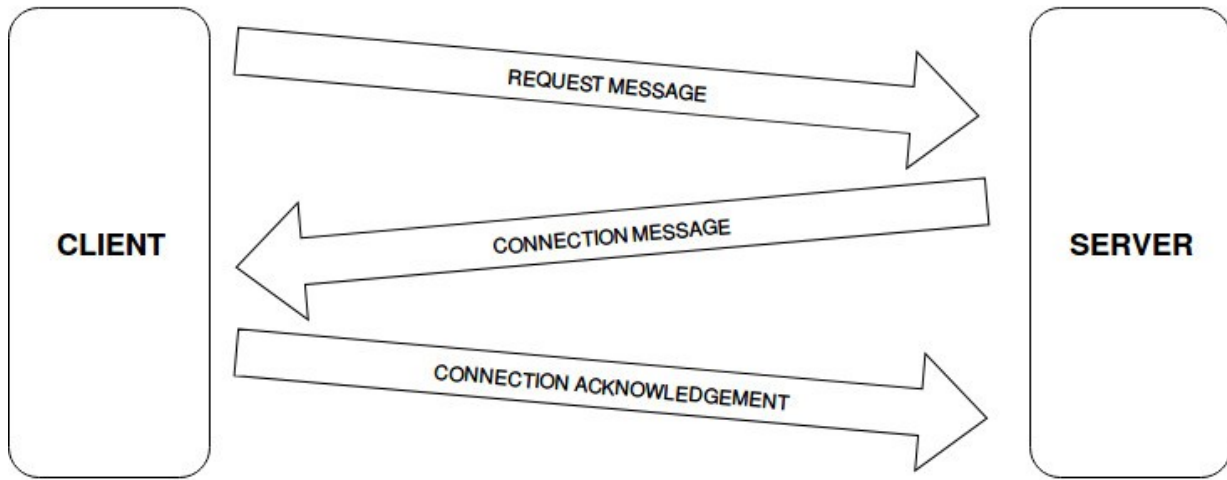 REQUEST MESSAGE
CLIENT
CONNECTION MESSAGE
SERVER
CONNECTION ACKNOWLEDGEMENT